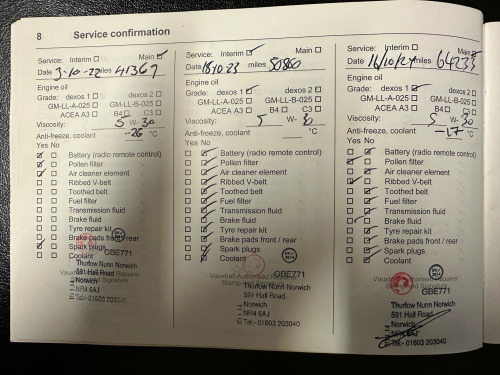 8 Service confirmation
Service: Interim Main
Date 3-10-22 miles 41367
Engine oil
Grade: dexos 1 dexos 2
GM-LL-A-025 GM-LL-B-025
ACEA A3 B4 C3
Viscosity: 5 W- 30
Anti-freeze, coolant -26 °C
Yes No
Battery (radio remote control)
Pollen filter
Air cleaner element
Ribbed V-belt
Toothed belt
Fuel filter
Transmission fluid
Brake fluid
Tyre repair kit
Brake pads front / rear
Spark plugs
Coolant
GBE771
Thurlow Nunn Norwich
591 Hall Road
Norwich
NR4 6AJ
Tel:- 01603 203040
Service: Interim Main
Date 18-10-23 miles 50860
Engine oil
Grade: dexos 1 dexos 2
GM-LL-A-025 GM-LL-B-025
ACEA A3 B4 C3
Viscosity: 5 W- 30
Anti-freeze, coolant °C
Yes No
Battery (radio remote control)
Pollen filter
Air cleaner element
Ribbed V-belt
Toothed belt
Fuel filter
Transmission fluid
Brake fluid
Tyre repair kit
Brake pads front / rear
Spark plugs
Coolant
GBE771
Thurlow Nunn Norwich
591 Hall Road
Norwich
NR4 6AJ
Tel:- 01603 203040
Service: Interim Main
Date 16/10/24 miles 64233
Engine oil
Grade: dexos 1 dexos 2
GM-LL-A-025 GM-LL-B-025
ACEA A3 C3
Viscosity: 5 W- 30
Anti-freeze, coolant -17 °C
Yes No
Battery (radio remote control)
Pollen filter
Air cleaner element
Ribbed V-belt
Toothed belt
Fuel filter
Transmission fluid
Brake fluid
Tyre repair kit
Brake pads front / rear
Spark plugs
Coolant
GBE771
Thurlow Nunn Norwich
591 Hall Road
Norwich
NR4 6AJ
Tel:- 01603 203040